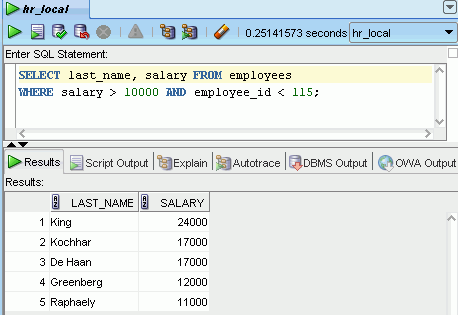 hr_local
0.25141573 seconds hr_local
Enter SQL Statement:
SELECT last_name, salary FROM employees
WHERE salary > 10000 AND employee_id < 115;
Results Script Output Explain Autotrace DBMS Output OWA Output
Results:
LAST_NAME SALARY
1 King 24000
2 Kochhar 17000
3 De Haan 17000
4 Greenberg 12000
5 Raphaely 11000